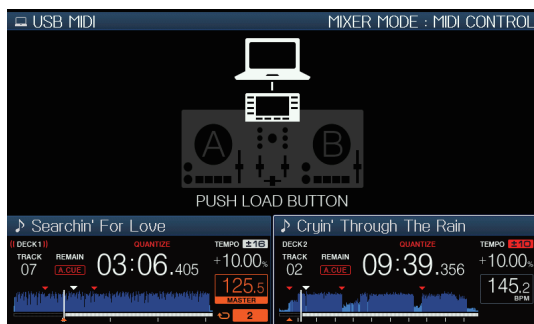 USB MIDI
MIXER MODE : MIDI CONTROL
A
B
PUSH LOAD BUTTON
♪ Searchin' For Love
DECK1
QUANTIZE
TEMPO ±16
TRACK
07
REMAIN
A.CUE
03:06.405
+10.00%
125.5
MASTER
2
♪ Cryin' Through The Rain
DECK2
QUANTIZE
TEMPO ±10
TRACK
02
REMAIN
A.CUE
09:39.356
+10.00%
145.2
BPM